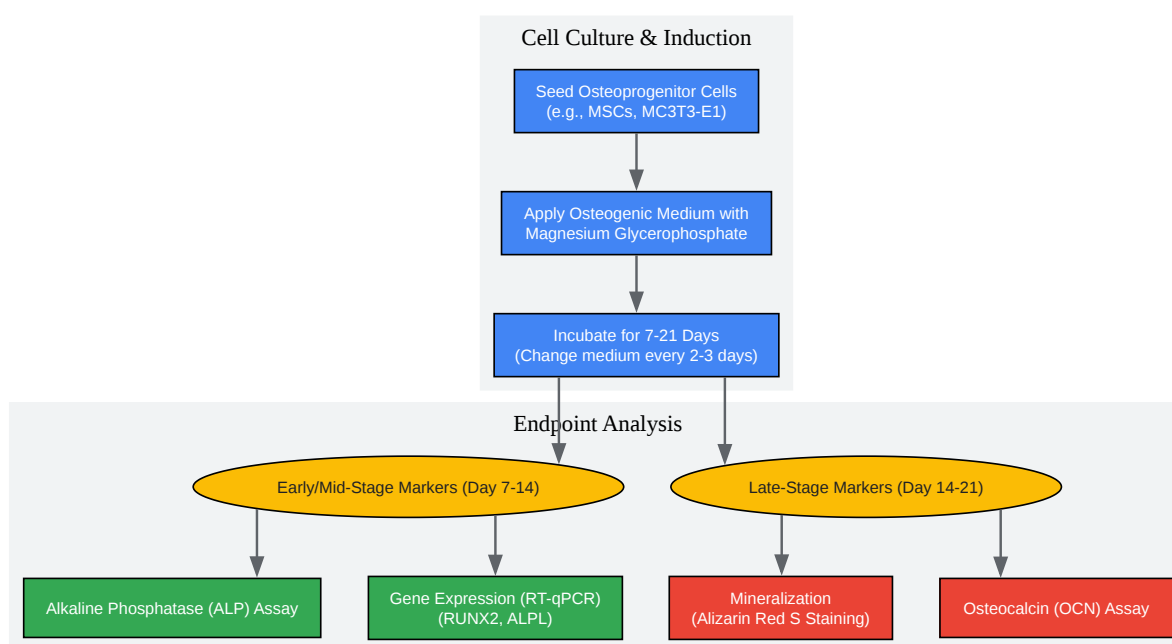 Cell Culture & Induction
Seed Osteoprogenitor Cells
(e.g., MSCs, MC3T3-E1)
Apply Osteogenic Medium with
Magnesium Glycerophosphate
Incubate for 7-21 Days
(Change medium every 2-3 days)
Endpoint Analysis
Early/Mid-Stage Markers (Day 7-14)
Late-Stage Markers (Day 14-21)
Alkaline Phosphatase (ALP) Assay
Gene Expression (RT-qPCR)
(RUNX2, ALPL)
Mineralization
(Alizarin Red S Staining)
Osteocalcin (OCN) Assay